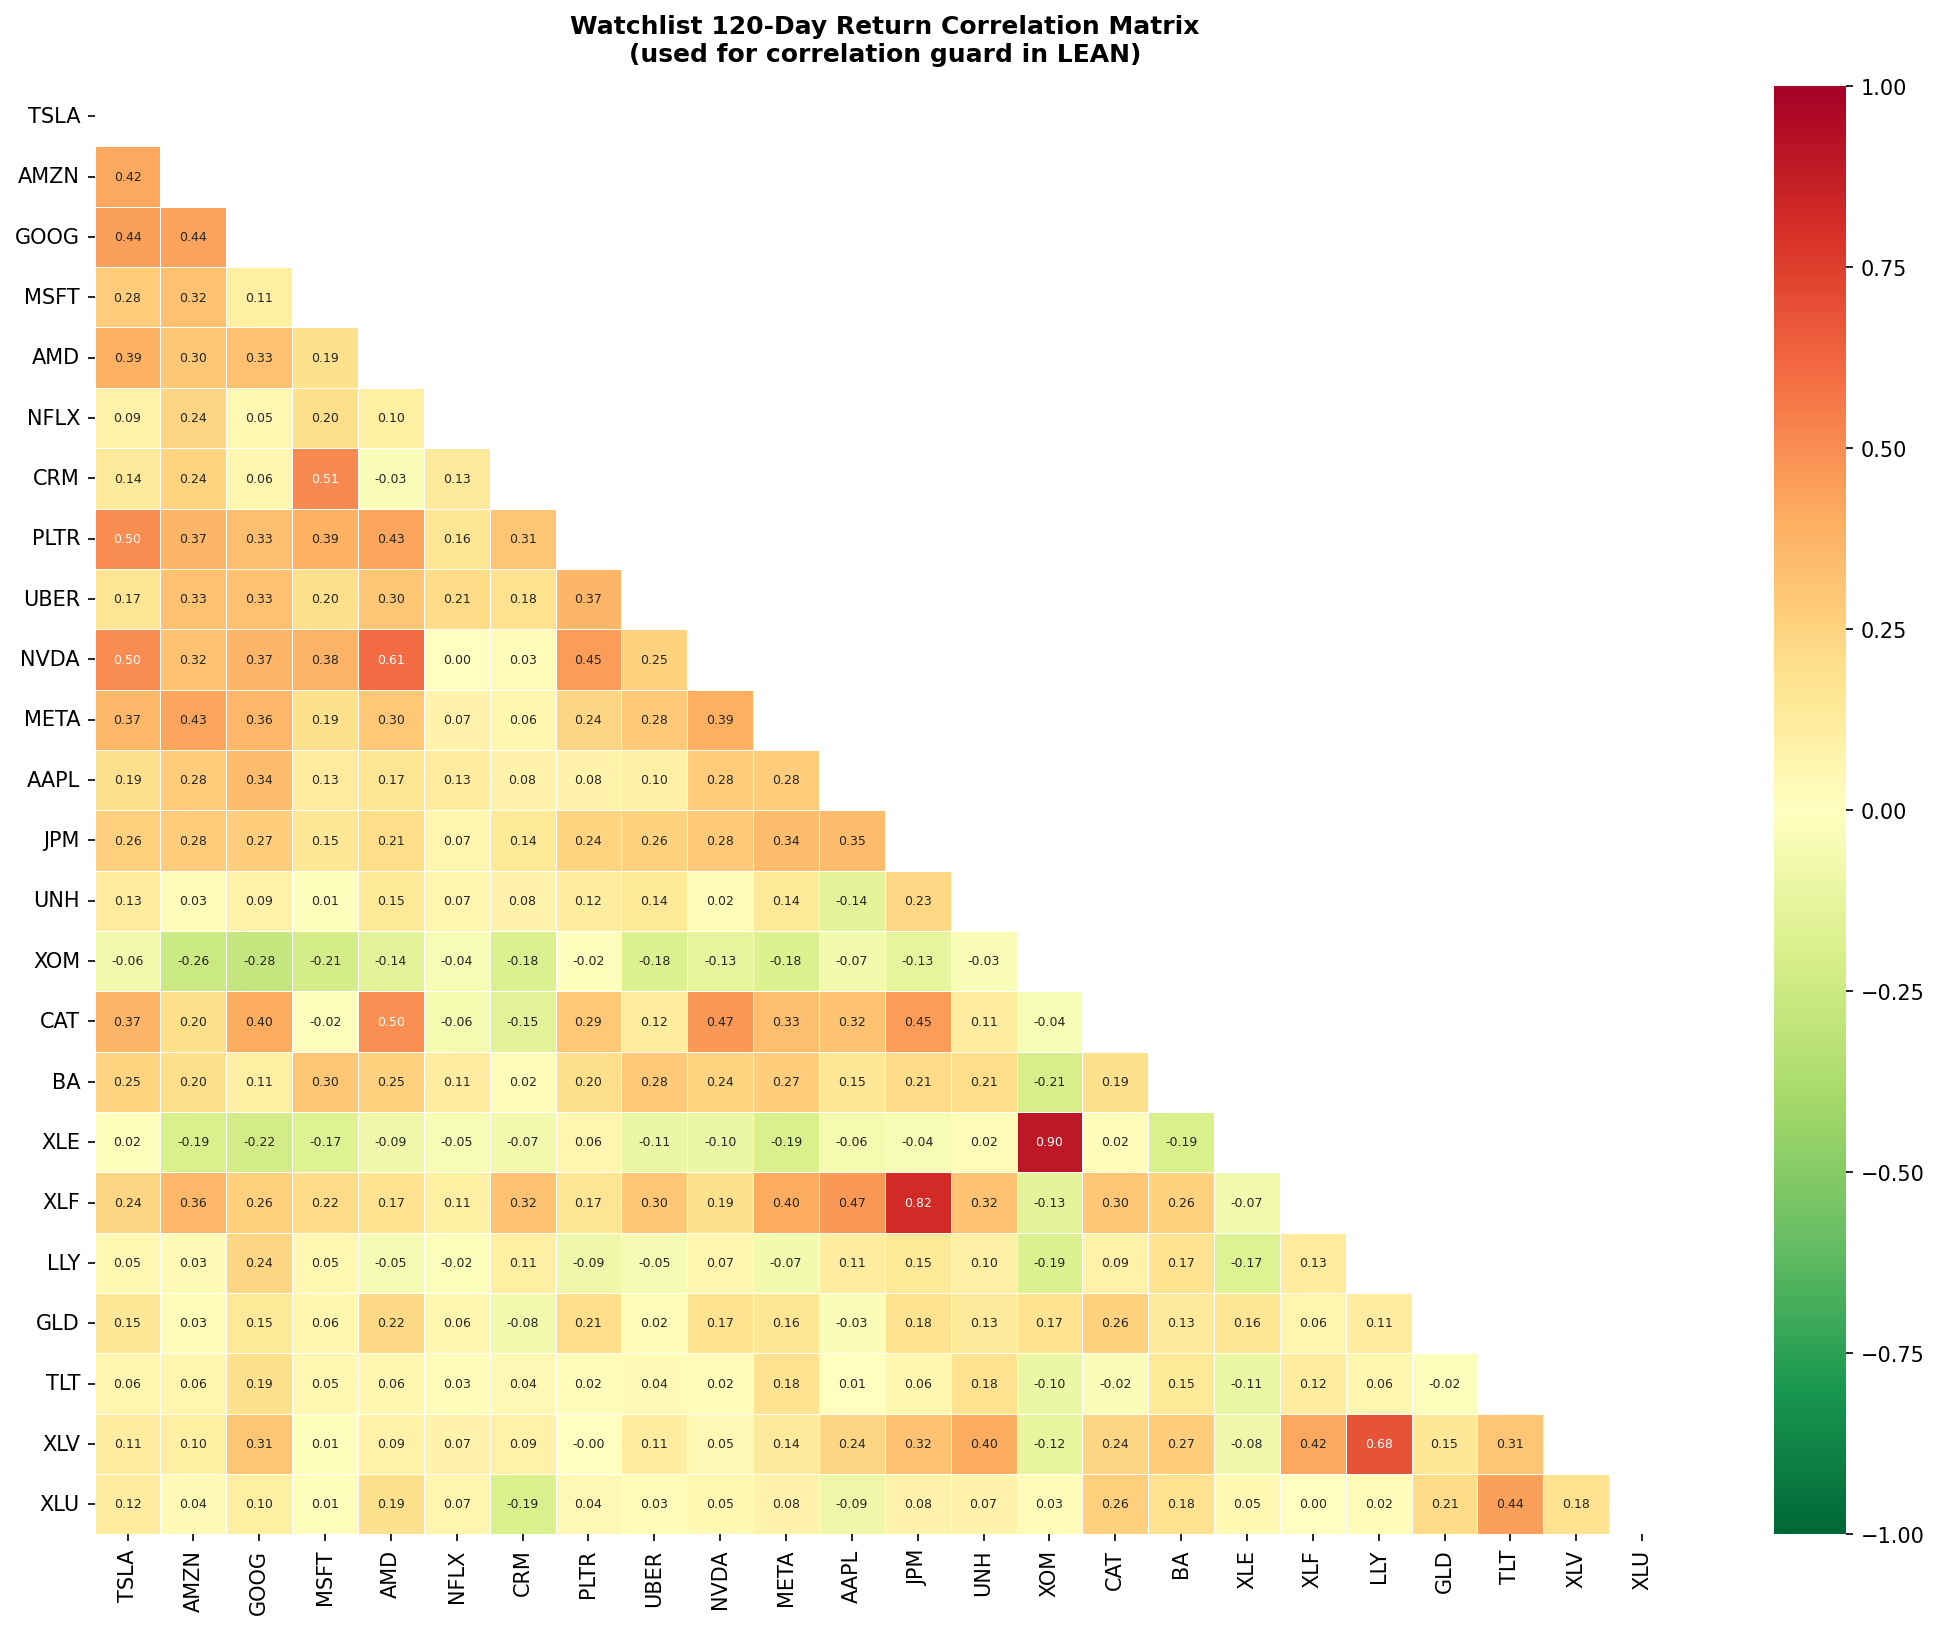 Watchlist 120-Day Return Correlation Matrix
(used for correlation guard in LEAN)
TSLA
AMZN 0.42
GOOG 0.44 0.44
MSFT 0.28 0.32 0.11
AMD 0.39 0.30 0.33 0.19
NFLX 0.09 0.24 0.05 0.20 0.10
CRM 0.14 0.24 0.06 0.51 -0.03 0.13
PLTR 0.50 0.37 0.33 0.39 0.43 0.16 0.31
UBER 0.17 0.33 0.33 0.20 0.30 0.21 0.18 0.37
NVDA 0.50 0.32 0.37 0.38 0.61 0.00 0.03 0.45 0.25
META 0.37 0.43 0.36 0.19 0.30 0.07 0.06 0.24 0.28 0.39
AAPL 0.19 0.28 0.34 0.13 0.17 0.13 0.08 0.08 0.10 0.28 0.28
JPM 0.26 0.28 0.27 0.15 0.21 0.07 0.14 0.24 0.26 0.28 0.34 0.35
UNH 0.13 0.03 0.09 0.01 0.15 0.07 0.08 0.12 0.14 0.02 0.14 -0.14 0.23
XOM -0.06 -0.26 -0.28 -0.21 -0.14 -0.04 -0.18 -0.02 -0.18 -0.13 -0.18 -0.07 -0.13 -0.03
CAT 0.37 0.20 0.40 -0.02 0.50 -0.06 -0.15 0.29 0.12 0.47 0.33 0.32 0.45 0.11 -0.04
BA 0.25 0.20 0.11 0.30 0.25 0.11 0.02 0.20 0.28 0.24 0.27 0.15 0.21 0.21 -0.21 0.19
XLE 0.02 -0.19 -0.22 -0.17 -0.09 -0.05 -0.07 0.06 -0.11 -0.10 -0.19 -0.06 -0.04 0.02 0.90 0.02 -0.19
XLF 0.24 0.36 0.26 0.22 0.17 0.11 0.32 0.17 0.30 0.19 0.40 0.47 0.82 0.32 -0.13 0.30 0.26 -0.07
LLY 0.05 0.03 0.24 0.05 -0.05 -0.02 0.11 -0.09 -0.05 0.07 -0.07 0.11 0.15 0.10 -0.19 0.09 0.17 -0.17 0.13
GLD 0.15 0.03 0.15 0.06 0.22 0.06 -0.08 0.21 0.02 0.17 0.16 -0.03 0.18 0.13 0.17 0.26 0.13 0.16 0.06 0.11
TLT 0.06 0.06 0.19 0.05 0.06 0.03 0.04 0.02 0.04 0.02 0.18 0.01 0.06 0.18 -0.10 -0.02 0.15 -0.11 0.12 0.06 -0.02
XLV 0.11 0.10 0.31 0.01 0.09 0.07 0.09 -0.00 0.11 0.05 0.14 0.24 0.32 0.40 -0.12 0.24 0.27 -0.08 0.42 0.68 0.15 0.31
XLU 0.12 0.04 0.10 0.01 0.19 0.07 -0.19 0.04 0.03 0.05 0.08 -0.09 0.08 0.07 0.03 0.26 0.18 0.05 0.00 0.02 0.21 0.44 0.18
TSLA AMZN GOOG MSFT AMD NFLX CRM PLTR UBER NVDA META AAPL JPM UNH XOM CAT BA XLE XLF LLY GLD TLT XLV XLU
1.00
0.75
0.50
0.25
0.00
−0.25
−0.50
−0.75
−1.00